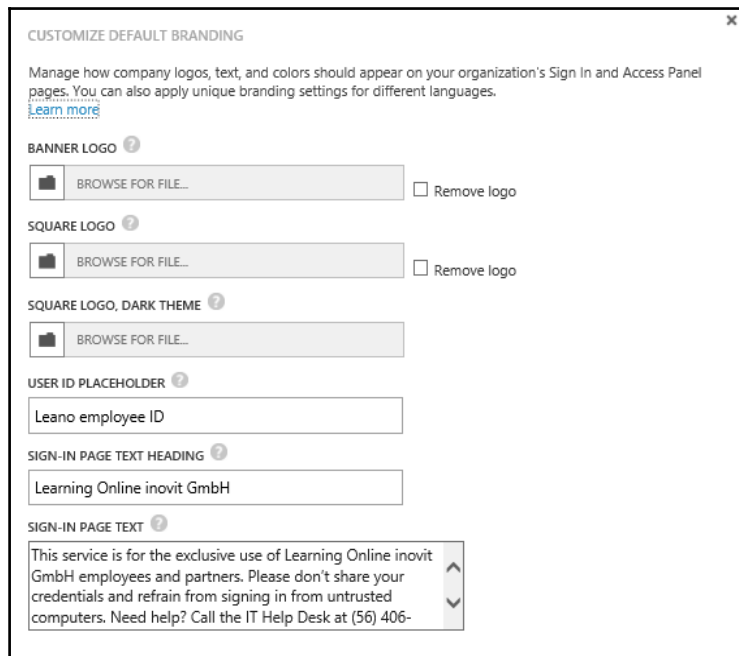 CUSTOMIZE DEFAULT BRANDING
Manage how company logos, text, and colors should appear on your organization's Sign In and Access Panel
pages. You can also apply unique branding settings for different languages.
Learn more
BANNER LOGO ?
BROWSE FOR FILE...
Remove logo
SQUARE LOGO ?
BROWSE FOR FILE...
Remove logo
SQUARE LOGO, DARK THEME ?
BROWSE FOR FILE...
USER ID PLACEHOLDER ?
Leano employee ID
SIGN-IN PAGE TEXT HEADING ?
Learning Online inovit GmbH
SIGN-IN PAGE TEXT ?
This service is for the exclusive use of Learning Online inovit
GmbH employees and partners. Please don't share your
credentials and refrain from signing in from untrusted
computers. Need help? Call the IT Help Desk at (56) 406-